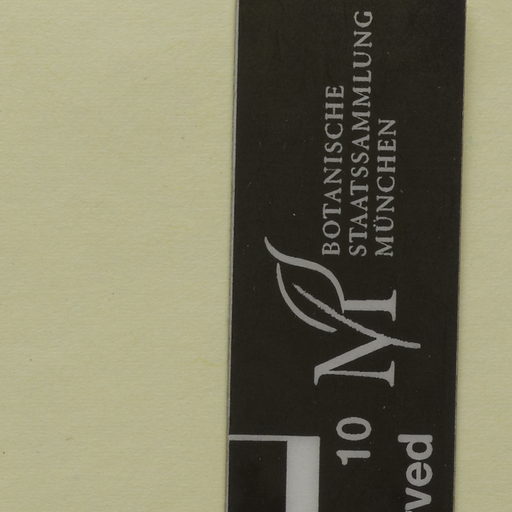 BOTANISCHE
STAATSSAMMLUNG
MÜNCHEN
M
10
rved